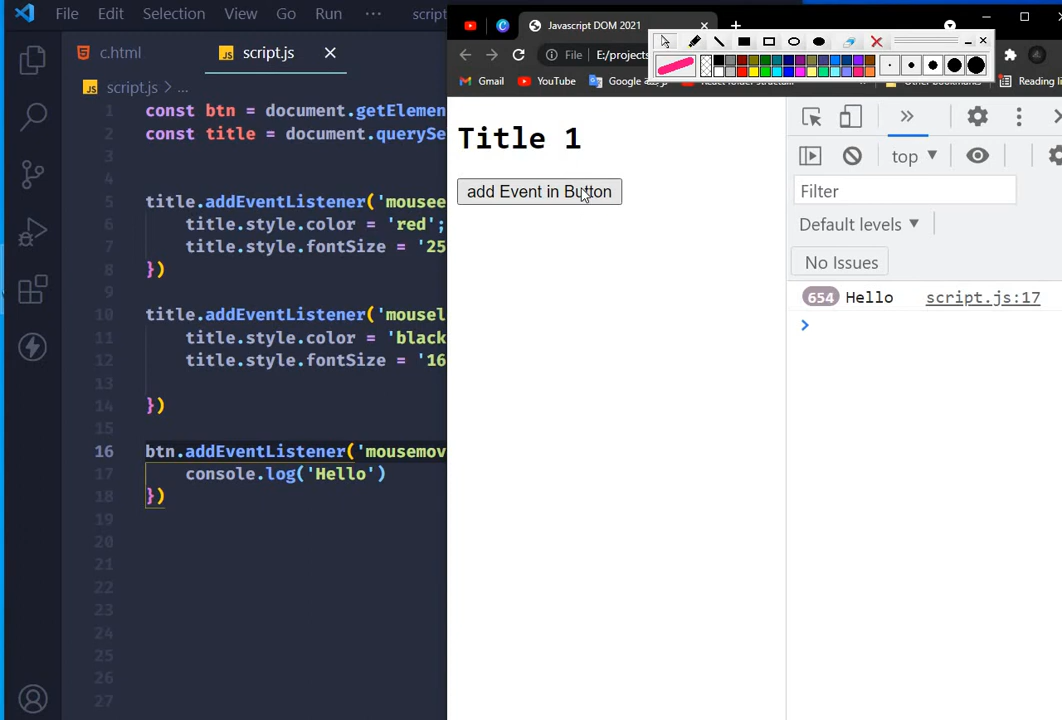 File Edit Selection View Go Run ··· script
Javascript DOM 2021
c.html
script.js
File E:/projects
script.js > ...
Gmail YouTube Google Reading
1 const btn = document.getElemen
2 const title = document.querySe
3
4
5 title.addEventListener('mousee
6 title.style.color = 'red';
7 title.style.fontSize = '25
8 })
9
10 title.addEventListener('mousel
11 title.style.color = 'black
12 title.style.fontSize = '16
13
14 })
15
16 btn.addEventListener('mousemov
17 console.log('Hello')
18 })
19
20
21
22
23
24
25
26
27
Title 1
add Event in Button
top
Filter
Default levels
No Issues
654 Hello script.js:17